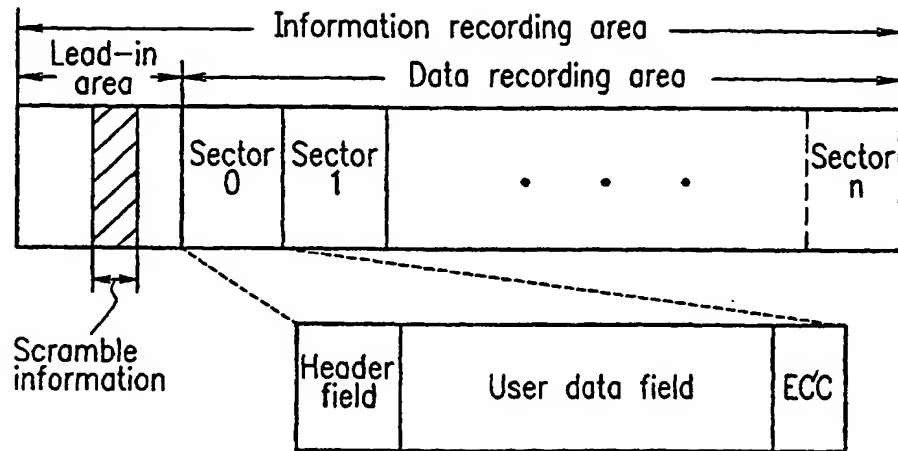 Information recording area
Lead-in
area
Data recording area
Sector
0
Sector
1
Sector
n
Scramble
information
Header
field
User data field
ECC